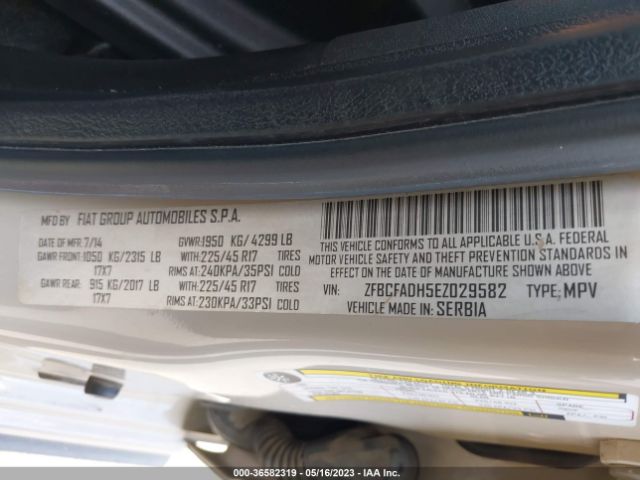 MFD BY FIAT GROUP AUTOMOBILES S.P.A.
DATE OF MFR: 7/14 GVWR:1950 KG/4299 LB
GAWR FRONT:1050 KG/2315 LB WITH:225/45 R17 TIRES
17X7 RIMS AT:240KPA/35PSI COLD
GAWR REAR: 915 KG/2017 LB WITH:225/45 R17 TIRES
17X7 RIMS AT:230KPA/33PSI COLD
THIS VEHICLE CONFORMS TO ALL APPLICABLE U.S.A. FEDERAL
MOTOR VEHICLE SAFETY AND THEFT PREVENTION STANDARDS IN
EFFECT ON THE DATE OF MANUFACTURE SHOWN ABOVE.
VIN: ZFBCFADH5EZ029582 TYPE: MPV
VEHICLE MADE IN SERBIA
000-36582319 - 05/16/2023 - IAA Inc.